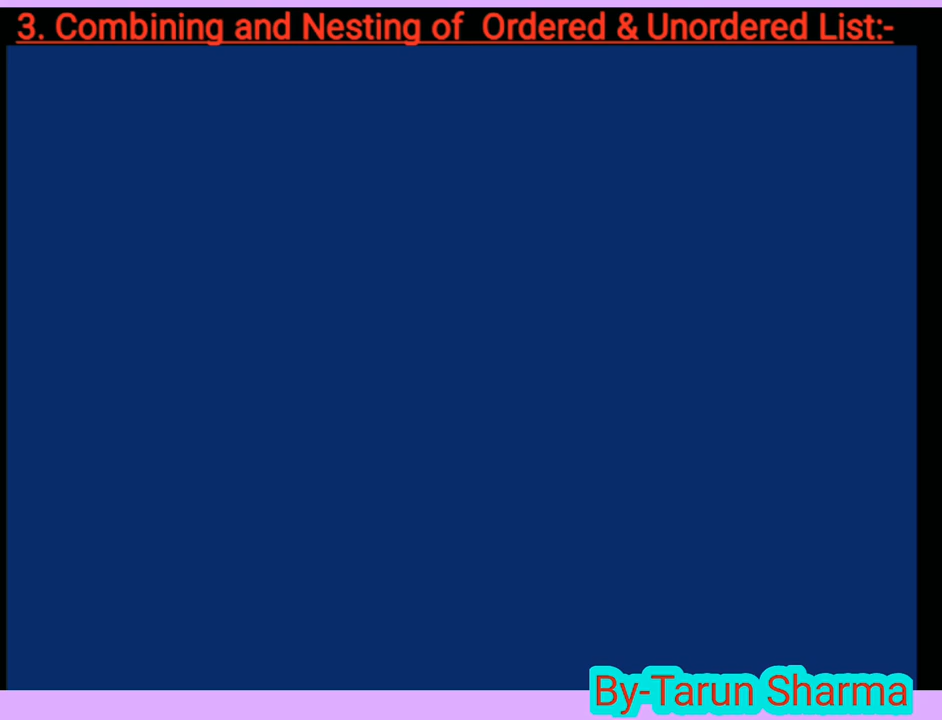 3. Combining and Nesting of  Ordered & Unordered List:-
By-Tarun Sharma